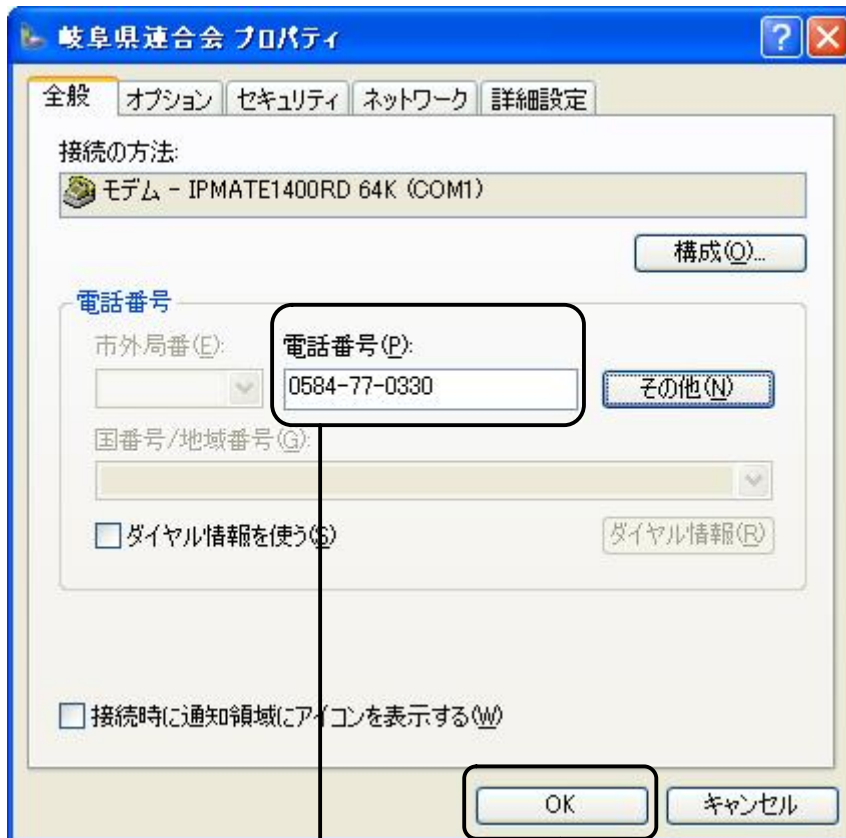 岐阜県連合会 プロパティ
全般 オプション セキュリティ ネットワーク 詳細設定
接続の方法:
モデム - IPMATE1400RD 64K (COM1)
構成(O)...
電話番号
市外局番(E): 電話番号(P):
0584-77-0330 その他(N)
国番号/地域番号(G):
ダイヤル情報を使う(S) ダイヤル情報(R)
接続時に通知領域にアイコンを表示する(W)
OK キャンセル